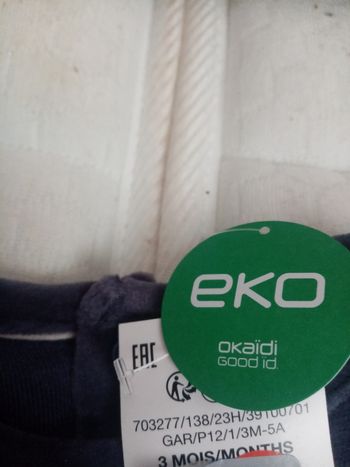 eko
OKAÏDI
GOOD id.
EAC
703277/138/23H/39100701
GAR/P12/1/3M-5A
3 MOIS/MONTHS